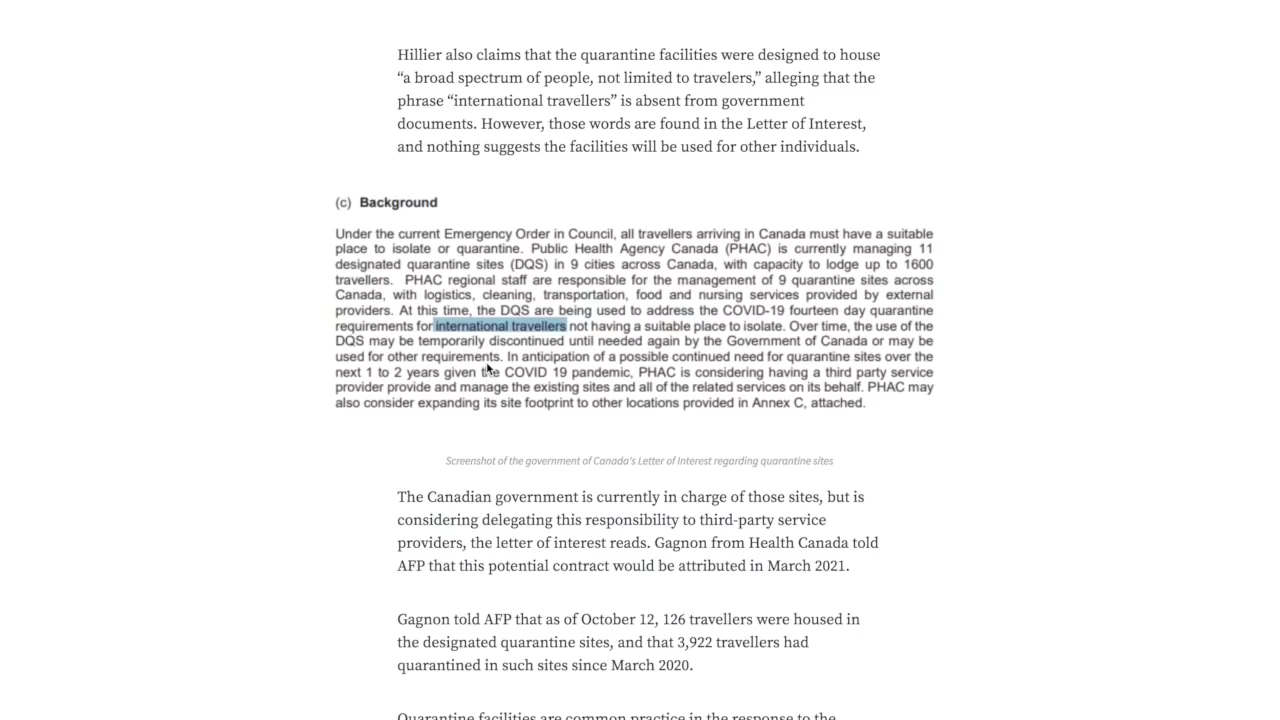 Hillier also claims that the quarantine facilities were designed to house
“a broad spectrum of people, not limited to travelers,” alleging that the
phrase “international travellers” is absent from government
documents. However, those words are found in the Letter of Interest,
and nothing suggests the facilities will be used for other individuals.
(c) Background
Under the current Emergency Order in Council, all travellers arriving in Canada must have a suitable
place to isolate or quarantine. Public Health Agency Canada (PHAC) is currently managing 11
designated quarantine sites (DQS) in 9 cities across Canada, with capacity to lodge up to 1600
travellers. PHAC regional staff are responsible for the management of 9 quarantine sites across
Canada, with logistics, cleaning, transportation, food and nursing services provided by external
providers. At this time, the DQS are being used to address the COVID-19 fourteen day quarantine
requirements for international travellers not having a suitable place to isolate. Over time, the use of the
DQS may be temporarily discontinued until needed again by the Government of Canada or may be
used for other requirements. In anticipation of a possible continued need for quarantine sites over the
next 1 to 2 years given the COVID 19 pandemic, PHAC is considering having a third party service
provider provide and manage the existing sites and all of the related services on its behalf. PHAC may
also consider expanding its site footprint to other locations provided in Annex C, attached.
Screenshot of the government of Canada's Letter of Interest regarding quarantine sites
The Canadian government is currently in charge of those sites, but is
considering delegating this responsibility to third-party service
providers, the letter of interest reads. Gagnon from Health Canada told
AFP that this potential contract would be attributed in March 2021.
Gagnon told AFP that as of October 12, 126 travellers were housed in
the designated quarantine sites, and that 3,922 travellers had
quarantined in such sites since March 2020.
Quarantine facilities are common practice in the response to the